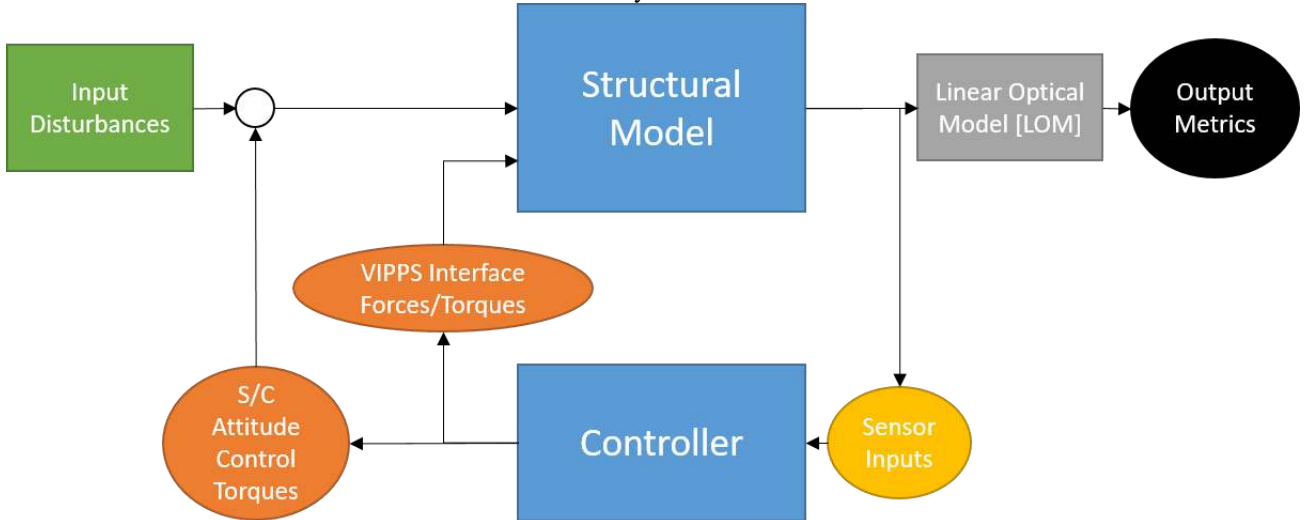 Input
Disturbances
Structural
Model
Linear Optical
Model [LOM]
Output
Metrics
VIPPS Interface
Forces/Torques
S/C
Attitude
Control
Torques
Controller
Sensor
Inputs